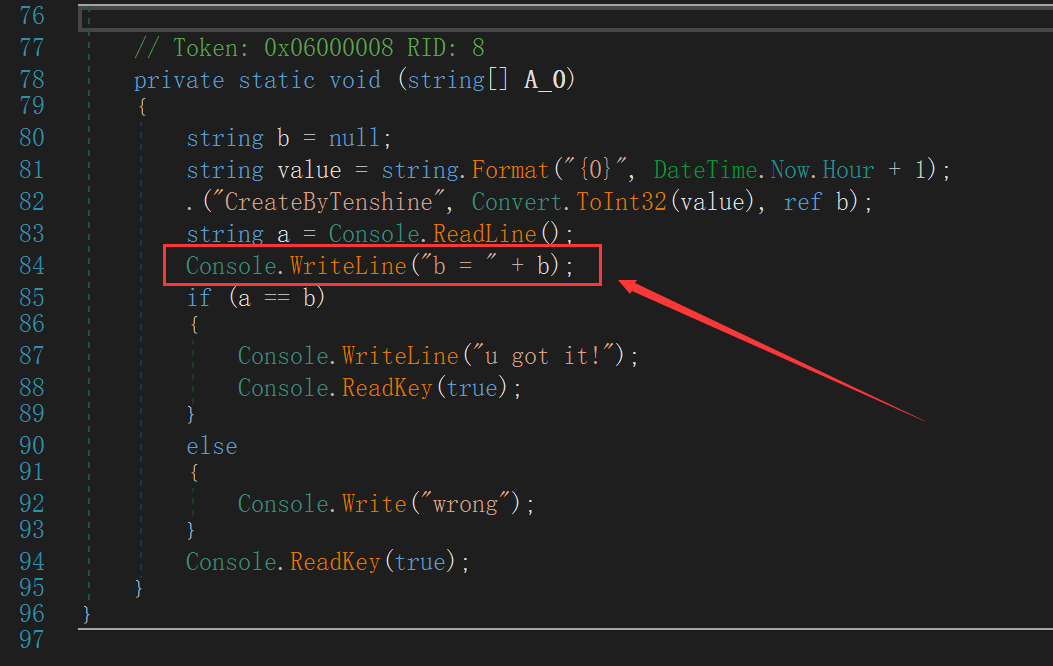 76
77 // Token: 0x06000008 RID: 8
78 private static void (string[] A_0)
79 {
80 string b = null;
81 string value = string.Format("{0}", DateTime.Now.Hour + 1);
82 .("CreateByTenshine", Convert.ToInt32(value), ref b);
83 string a = Console.ReadLine();
84 Console.WriteLine("b = " + b);
85 if (a == b)
86 {
87 Console.WriteLine("u got it!");
88 Console.ReadKey(true);
89 }
90 else
91 {
92 Console.Write("wrong");
93 }
94 Console.ReadKey(true);
95 }
96 }
97